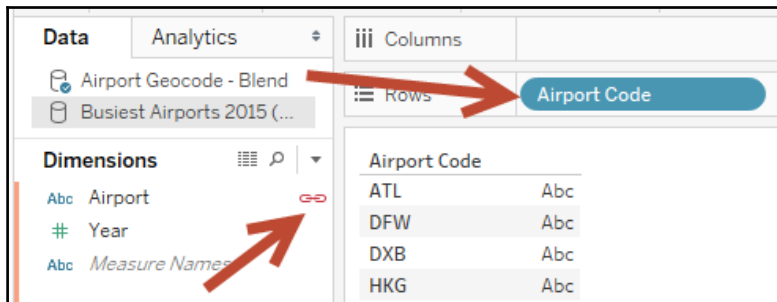 Data Analytics
Columns
Airport Geocode - Blend
Rows Airport Code
Busiest Airports 2015 (...
Dimensions
Abc Airport
# Year
Abc Measure Names
Airport Code
ATL Abc
DFW Abc
DXB Abc
HKG Abc